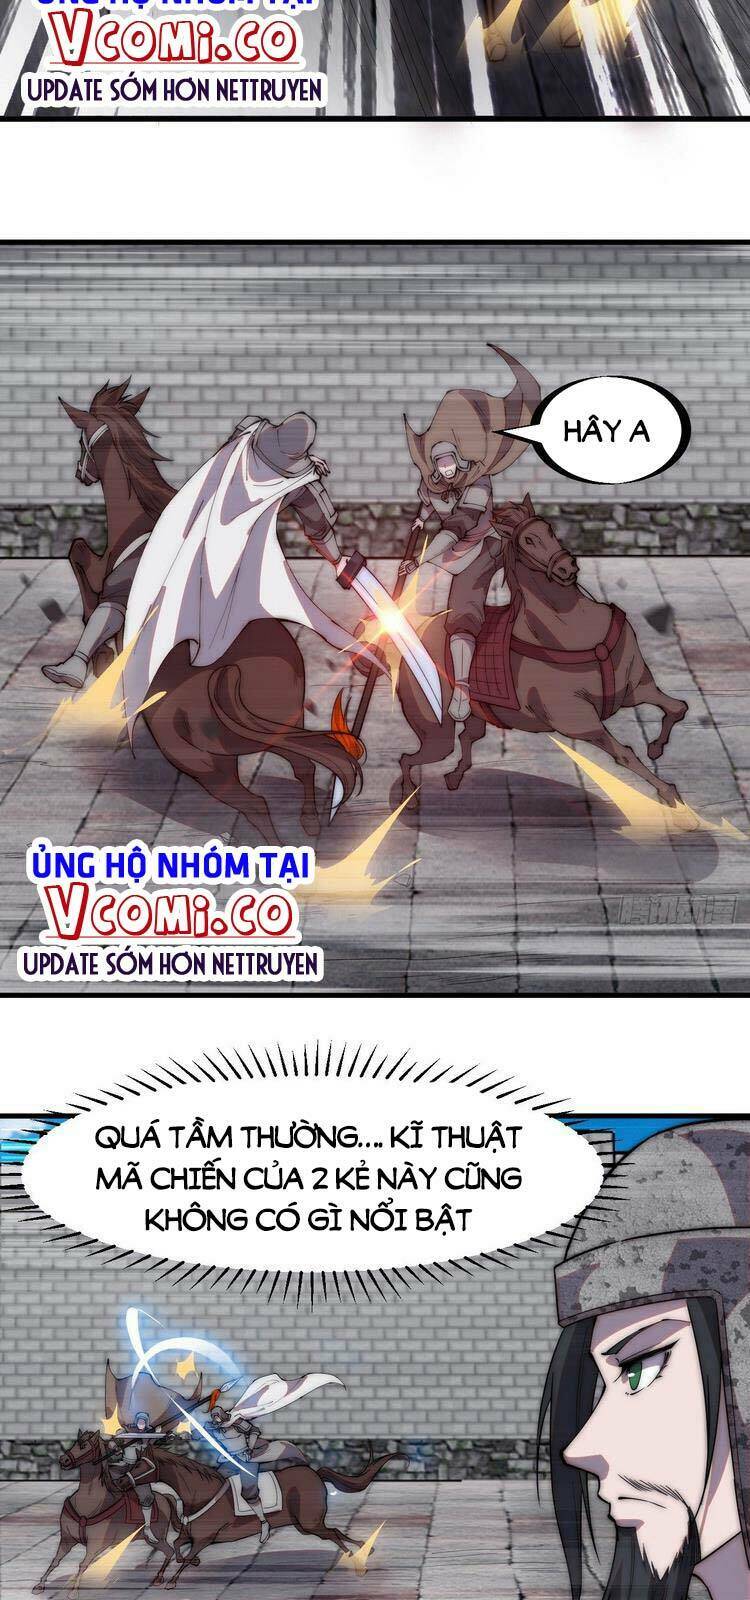 ỦNG HỘ NHÓM TẠI
VCOMI.CO
UPDATE SỚM HƠN NETTRUYEN
HÂY A
ỦNG HỘ NHÓM TẠI
VCOMI.CO
UPDATE SỚM HƠN NETTRUYEN
QUÁ TẦM THƯỜNG.... KĨ THUẬT
MÃ CHIẾN CỦA 2 KẺ NÀY CŨNG
KHÔNG CÓ GÌ NỔI BẬT